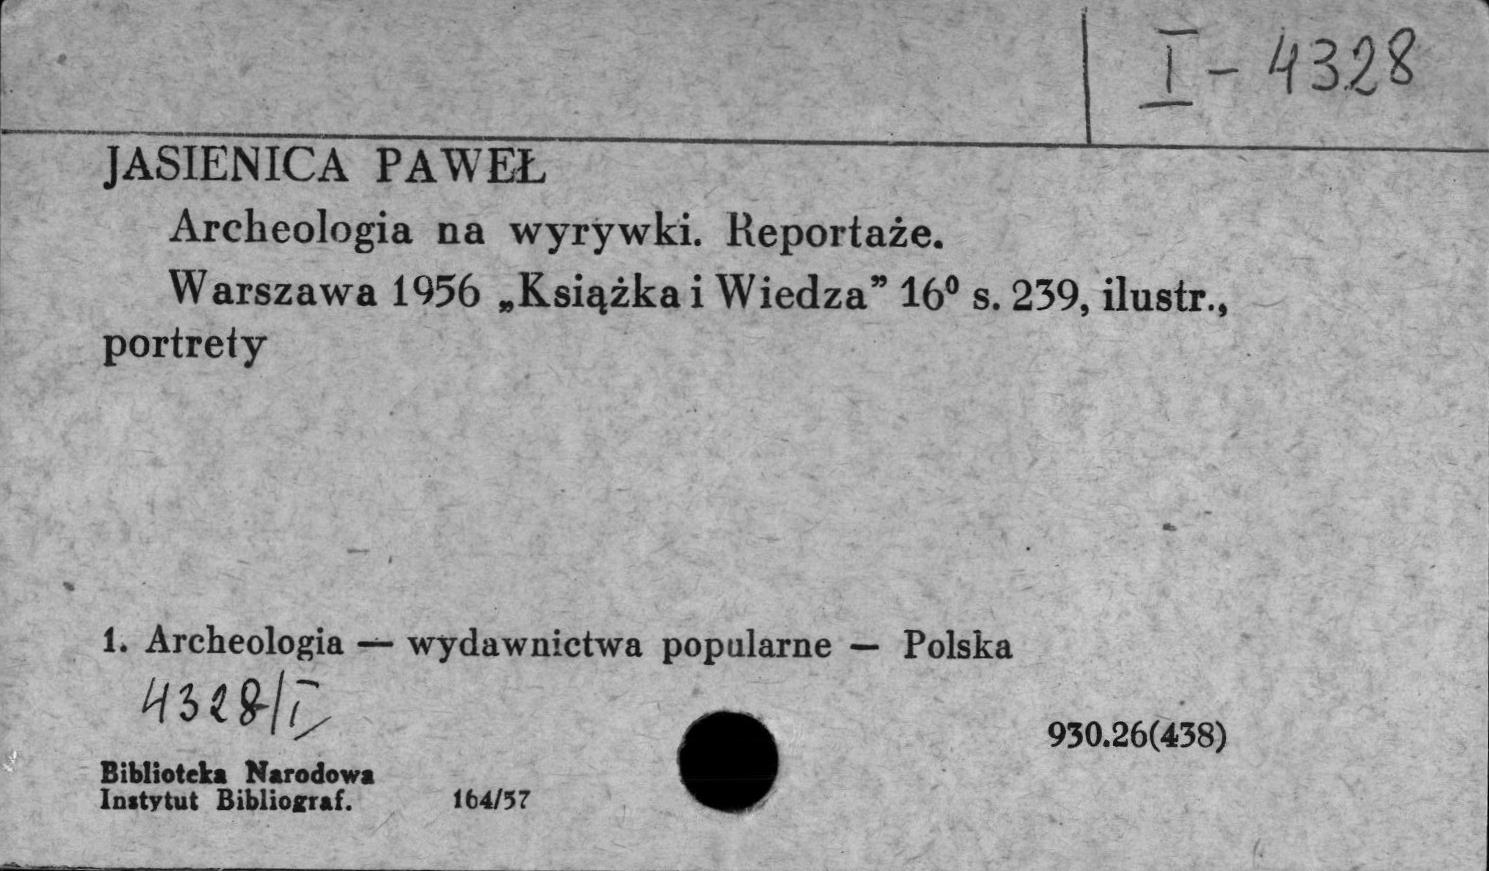 I - 4328
JASIENICA PAWEŁ
Archeologia na wyrywki. Reportaże.
Warszawa 1956 „Książka i Wiedza” 16⁰ s. 239, ilustr.,
portrety
1. Archeologia — wydawnictwa popularne — Polska
4328/I
930.26(438)
Biblioteka Narodowa
Instytut Bibliograf. 164/57